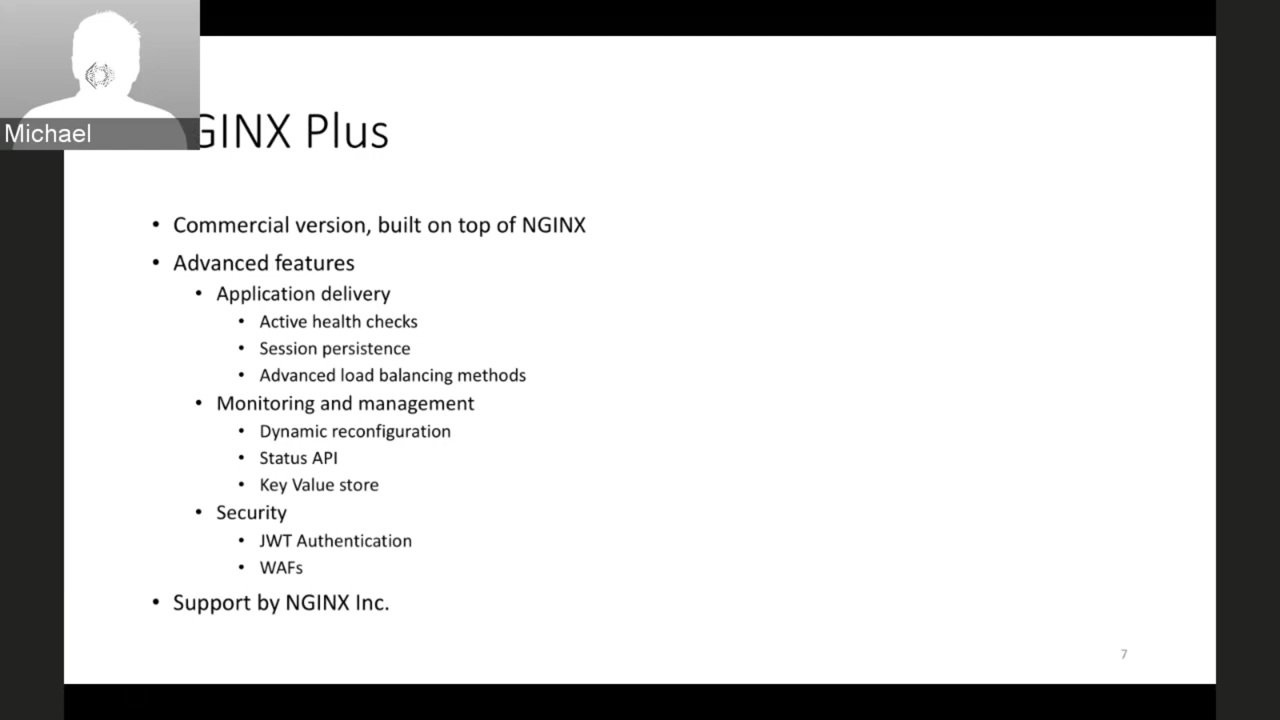 Michael
GINX Plus
• Commercial version, built on top of NGINX
• Advanced features
• Application delivery
• Active health checks
• Session persistence
• Advanced load balancing methods
• Monitoring and management
• Dynamic reconfiguration
• Status API
• Key Value store
• Security
• JWT Authentication
• WAFs
• Support by NGINX Inc.
7